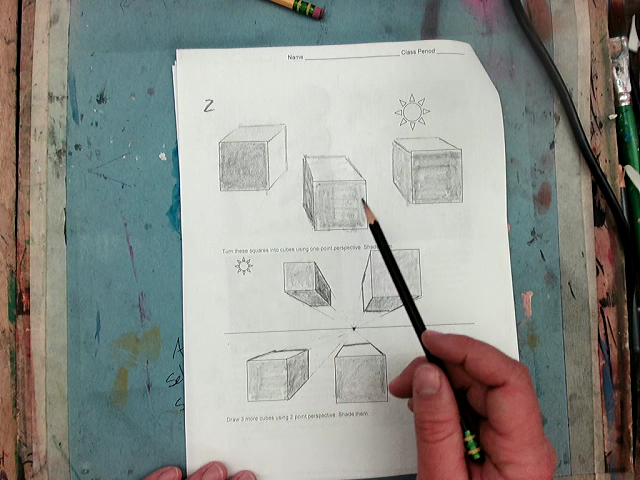 Name Class Period
2
Turn these squares into cubes using one point perspective. Shade
Draw 3 more cubes using 2 point perspective. Shade them.